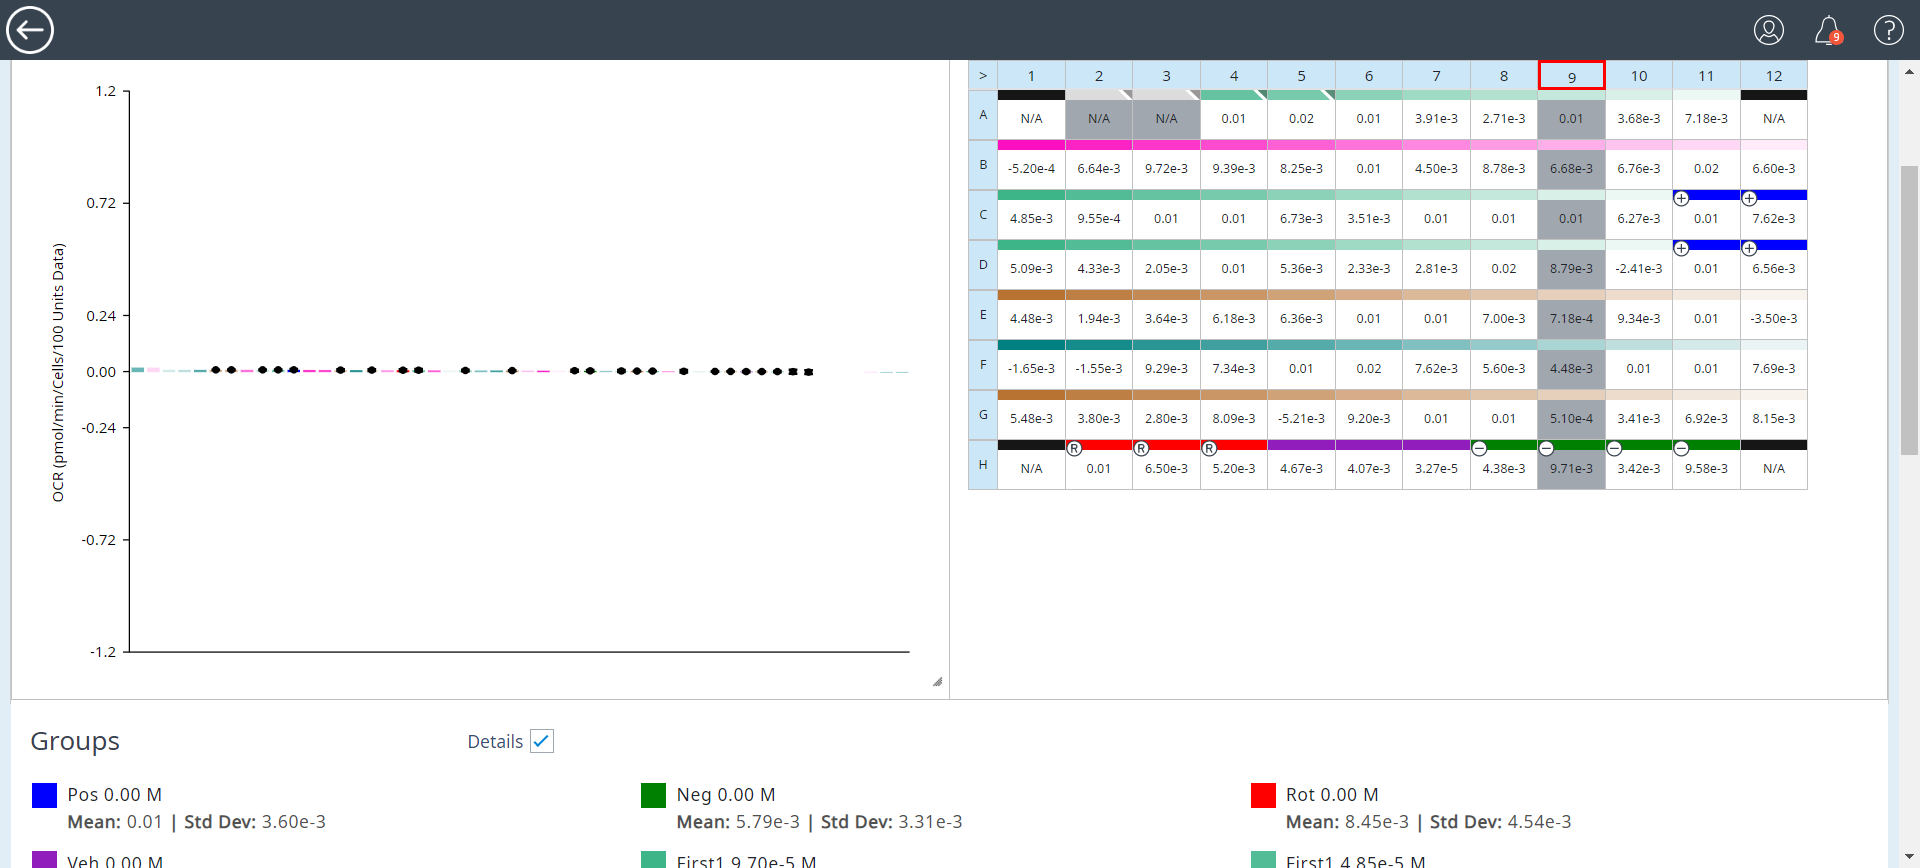 9
1.2
0.72
0.24
0.00
-0.24
-0.72
-1.2
OCR (pmol/min/Cells/100 Units Data)
> 1 2 3 4 5 6 7 8 9 10 11 12
A N/A N/A N/A 0.01 0.02 0.01 3.91e-3 2.71e-3 0.01 3.68e-3 7.18e-3 N/A
B -5.20e-4 6.64e-3 9.72e-3 9.39e-3 8.25e-3 0.01 4.50e-3 8.78e-3 6.68e-3 6.76e-3 0.02 6.60e-3
C 4.85e-3 9.55e-4 0.01 0.01 6.73e-3 3.51e-3 0.01 0.01 0.01 6.27e-3 0.01 7.62e-3
D 5.09e-3 4.33e-3 2.05e-3 0.01 5.36e-3 2.33e-3 2.81e-3 0.02 8.79e-3 -2.41e-3 0.01 6.56e-3
E 4.48e-3 1.94e-3 3.64e-3 6.18e-3 6.36e-3 0.01 0.01 7.00e-3 7.18e-4 9.34e-3 0.01 -3.50e-3
F -1.65e-3 -1.55e-3 9.29e-3 7.34e-3 0.01 0.02 7.62e-3 5.60e-3 4.48e-3 0.01 0.01 7.69e-3
G 5.48e-3 3.80e-3 2.80e-3 8.09e-3 -5.21e-3 9.20e-3 0.01 0.01 5.10e-4 3.41e-3 6.92e-3 8.15e-3
R R R
H N/A 0.01 6.50e-3 5.20e-3 4.67e-3 4.07e-3 3.27e-5 4.38e-3 9.71e-3 3.42e-3 9.58e-3 N/A
Groups
Details
Pos 0.00 M
Mean: 0.01 | Std Dev: 3.60e-3
Neg 0.00 M
Mean: 5.79e-3 | Std Dev: 3.31e-3
Rot 0.00 M
Mean: 8.45e-3 | Std Dev: 4.54e-3
Veh 0.00 M
First1 9.70e-5 M
First1 4.85e-5 M